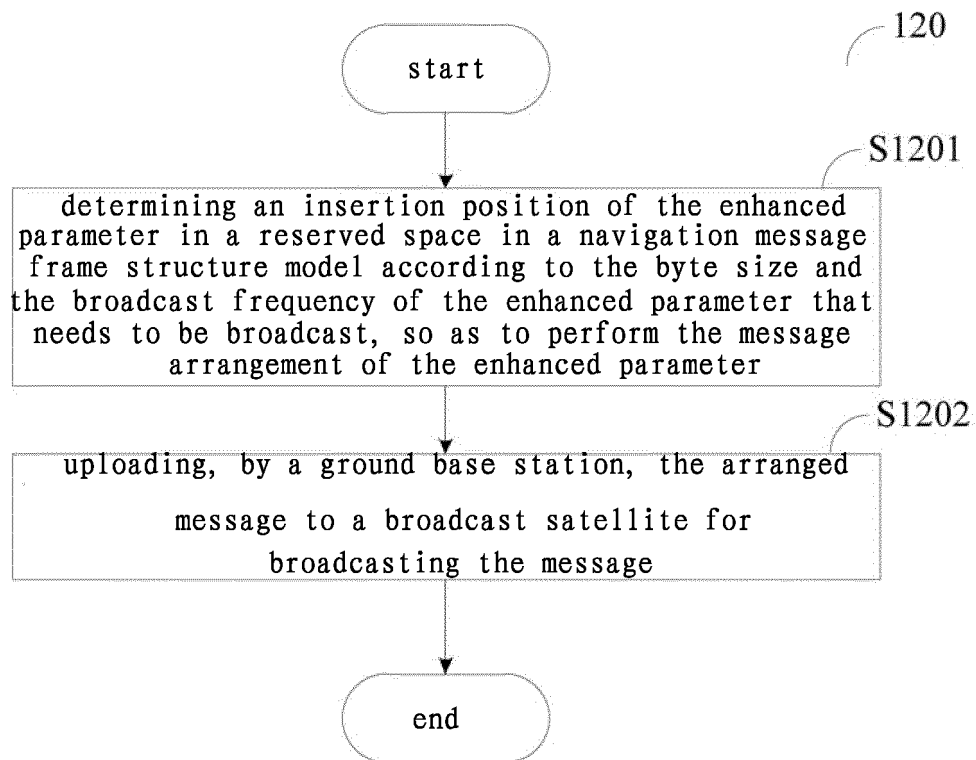 120
start
S1201
determining an insertion position of the enhanced
parameter in a reserved space in a navigation message
frame structure model according to the byte size and
the broadcast frequency of the enhanced parameter that
needs to be broadcast, so as to perform the message
arrangement of the enhanced parameter
S1202
uploading, by a ground base station, the arranged
message to a broadcast satellite for
broadcasting the message
end